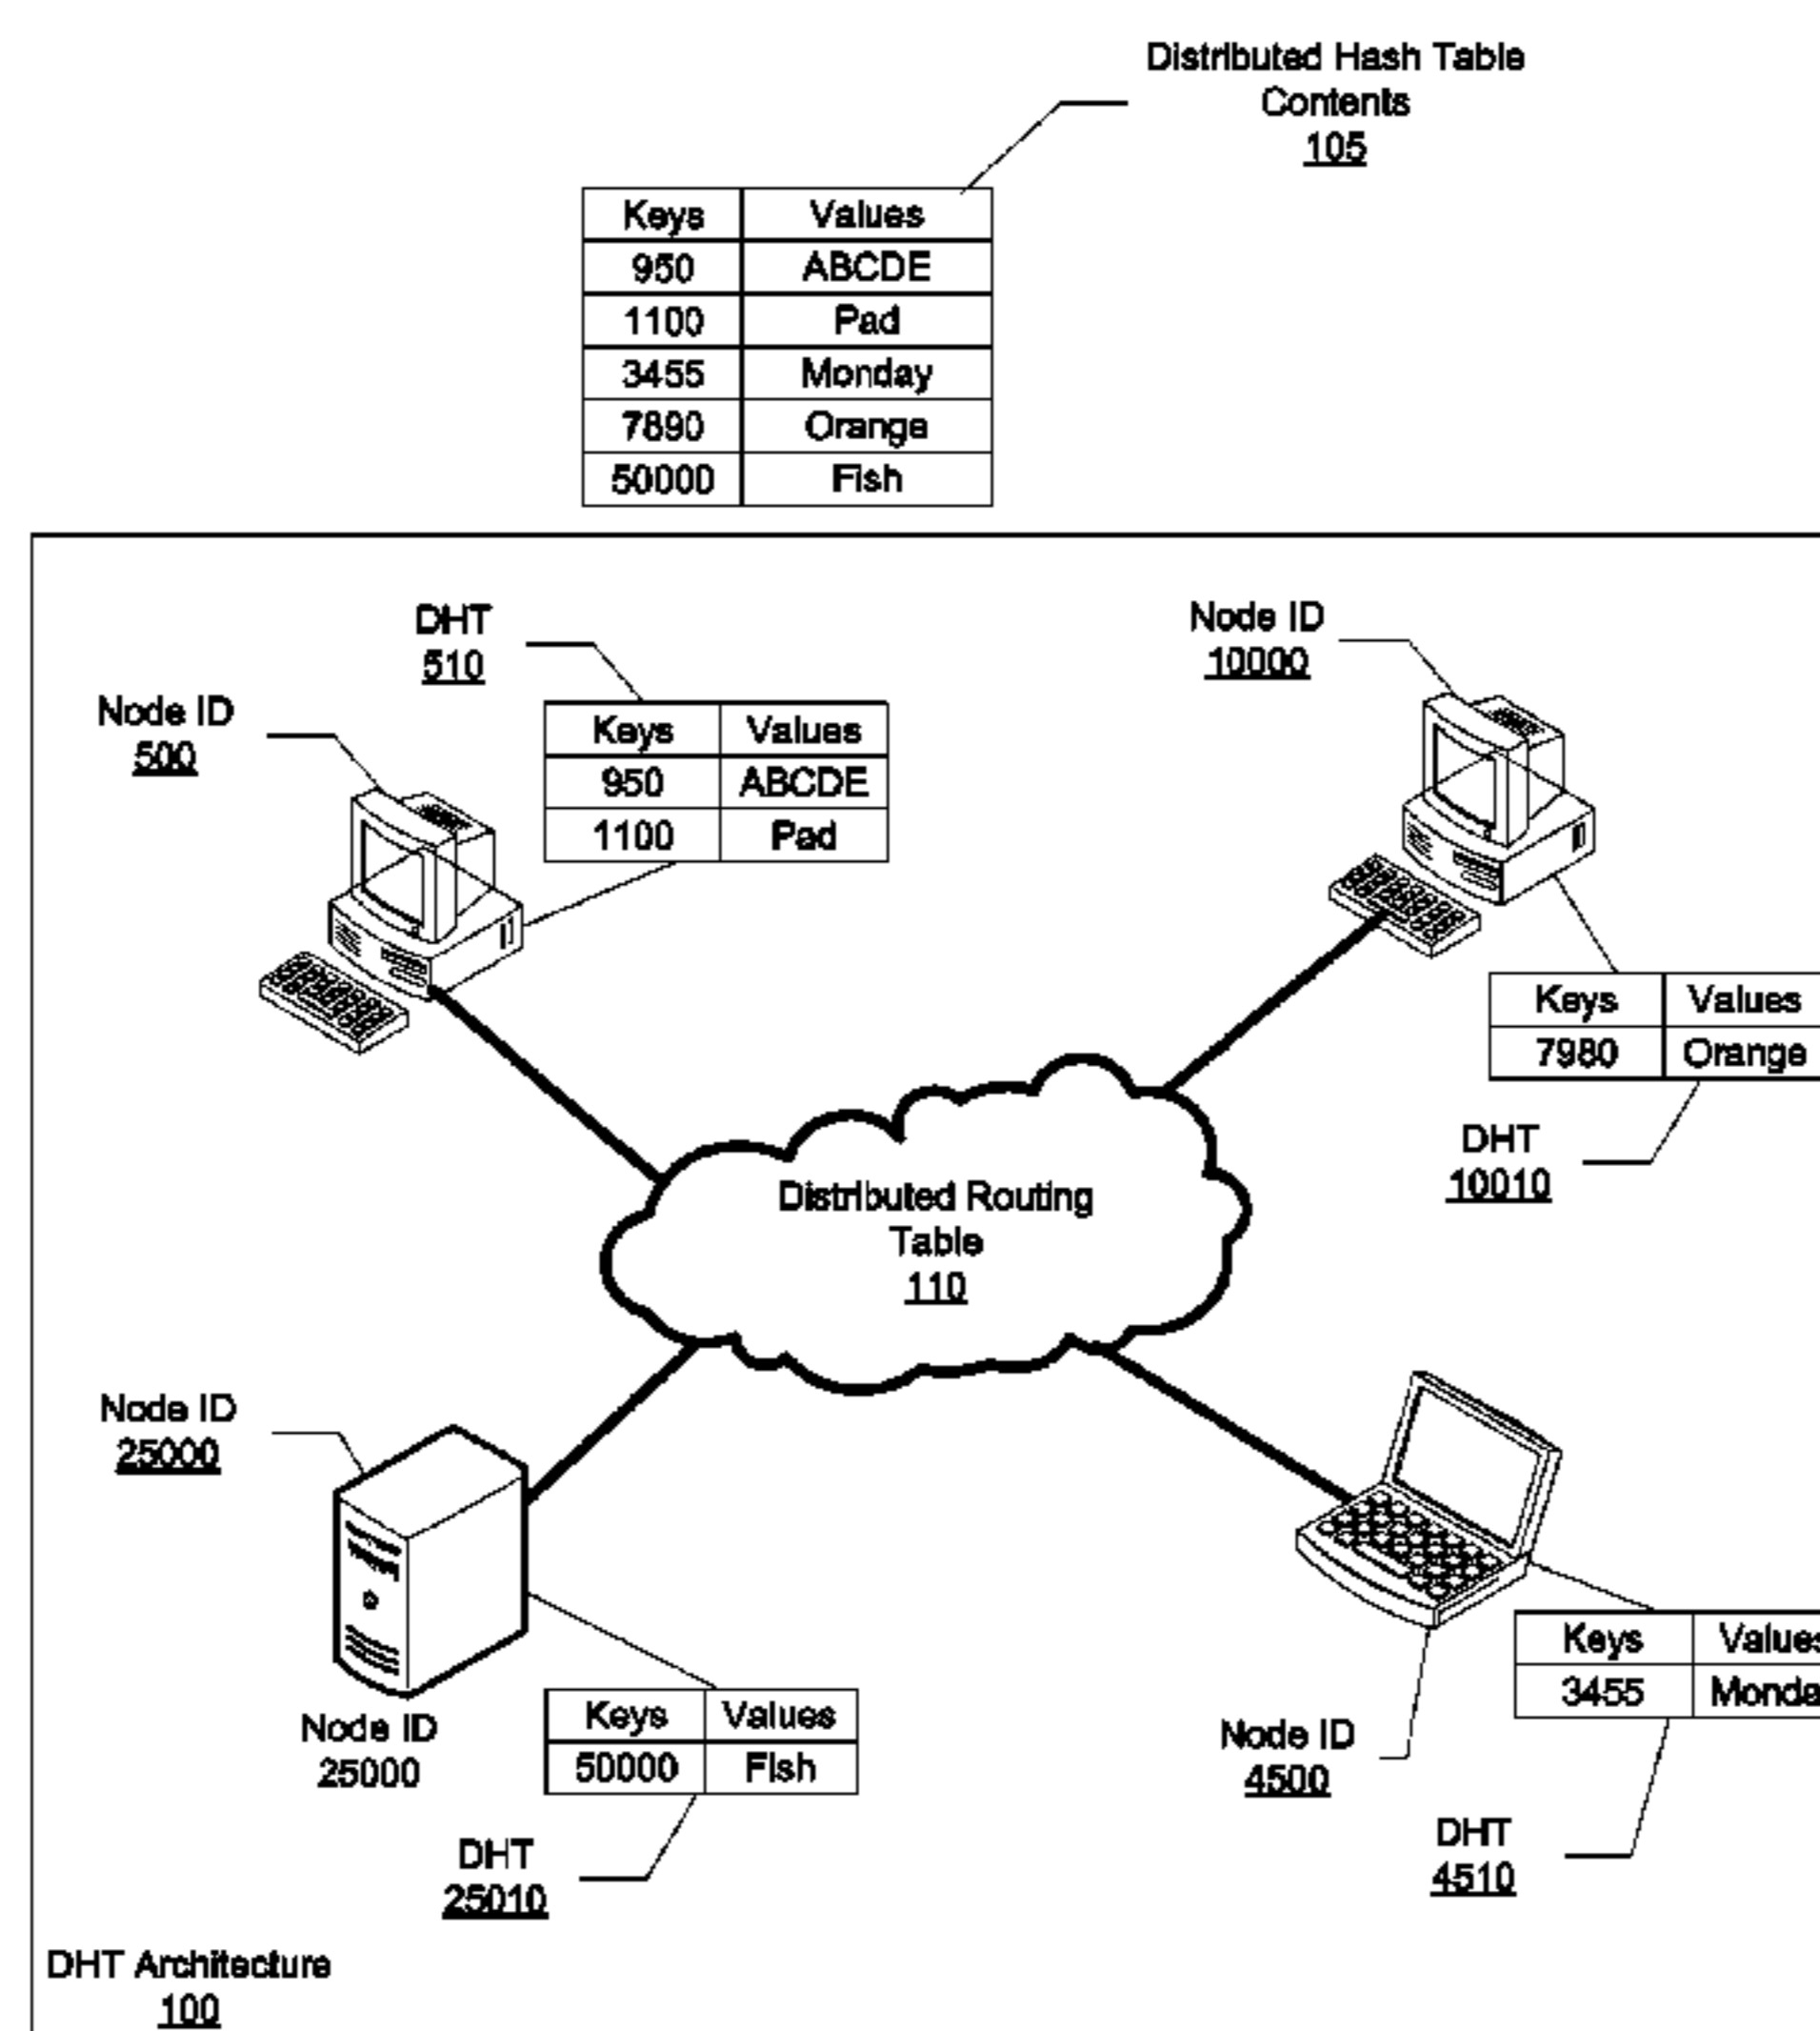 Distributed Hash Table
Contents
105
Keys Values
950 ABCDE
1100 Pad
3455 Monday
7890 Orange
50000 Fish
DHT
510
Node ID
10000
Node ID
500
Keys Values
950 ABCDE
1100 Pad
Keys Values
7980 Orange
DHT
10010
Distributed Routing
Table
110
Node ID
25000
Node ID
25000
Keys Values
50000 Fish
DHT
25010
Keys Values
3455 Monda
Node ID
4500
DHT
4510
DHT Architecture
100